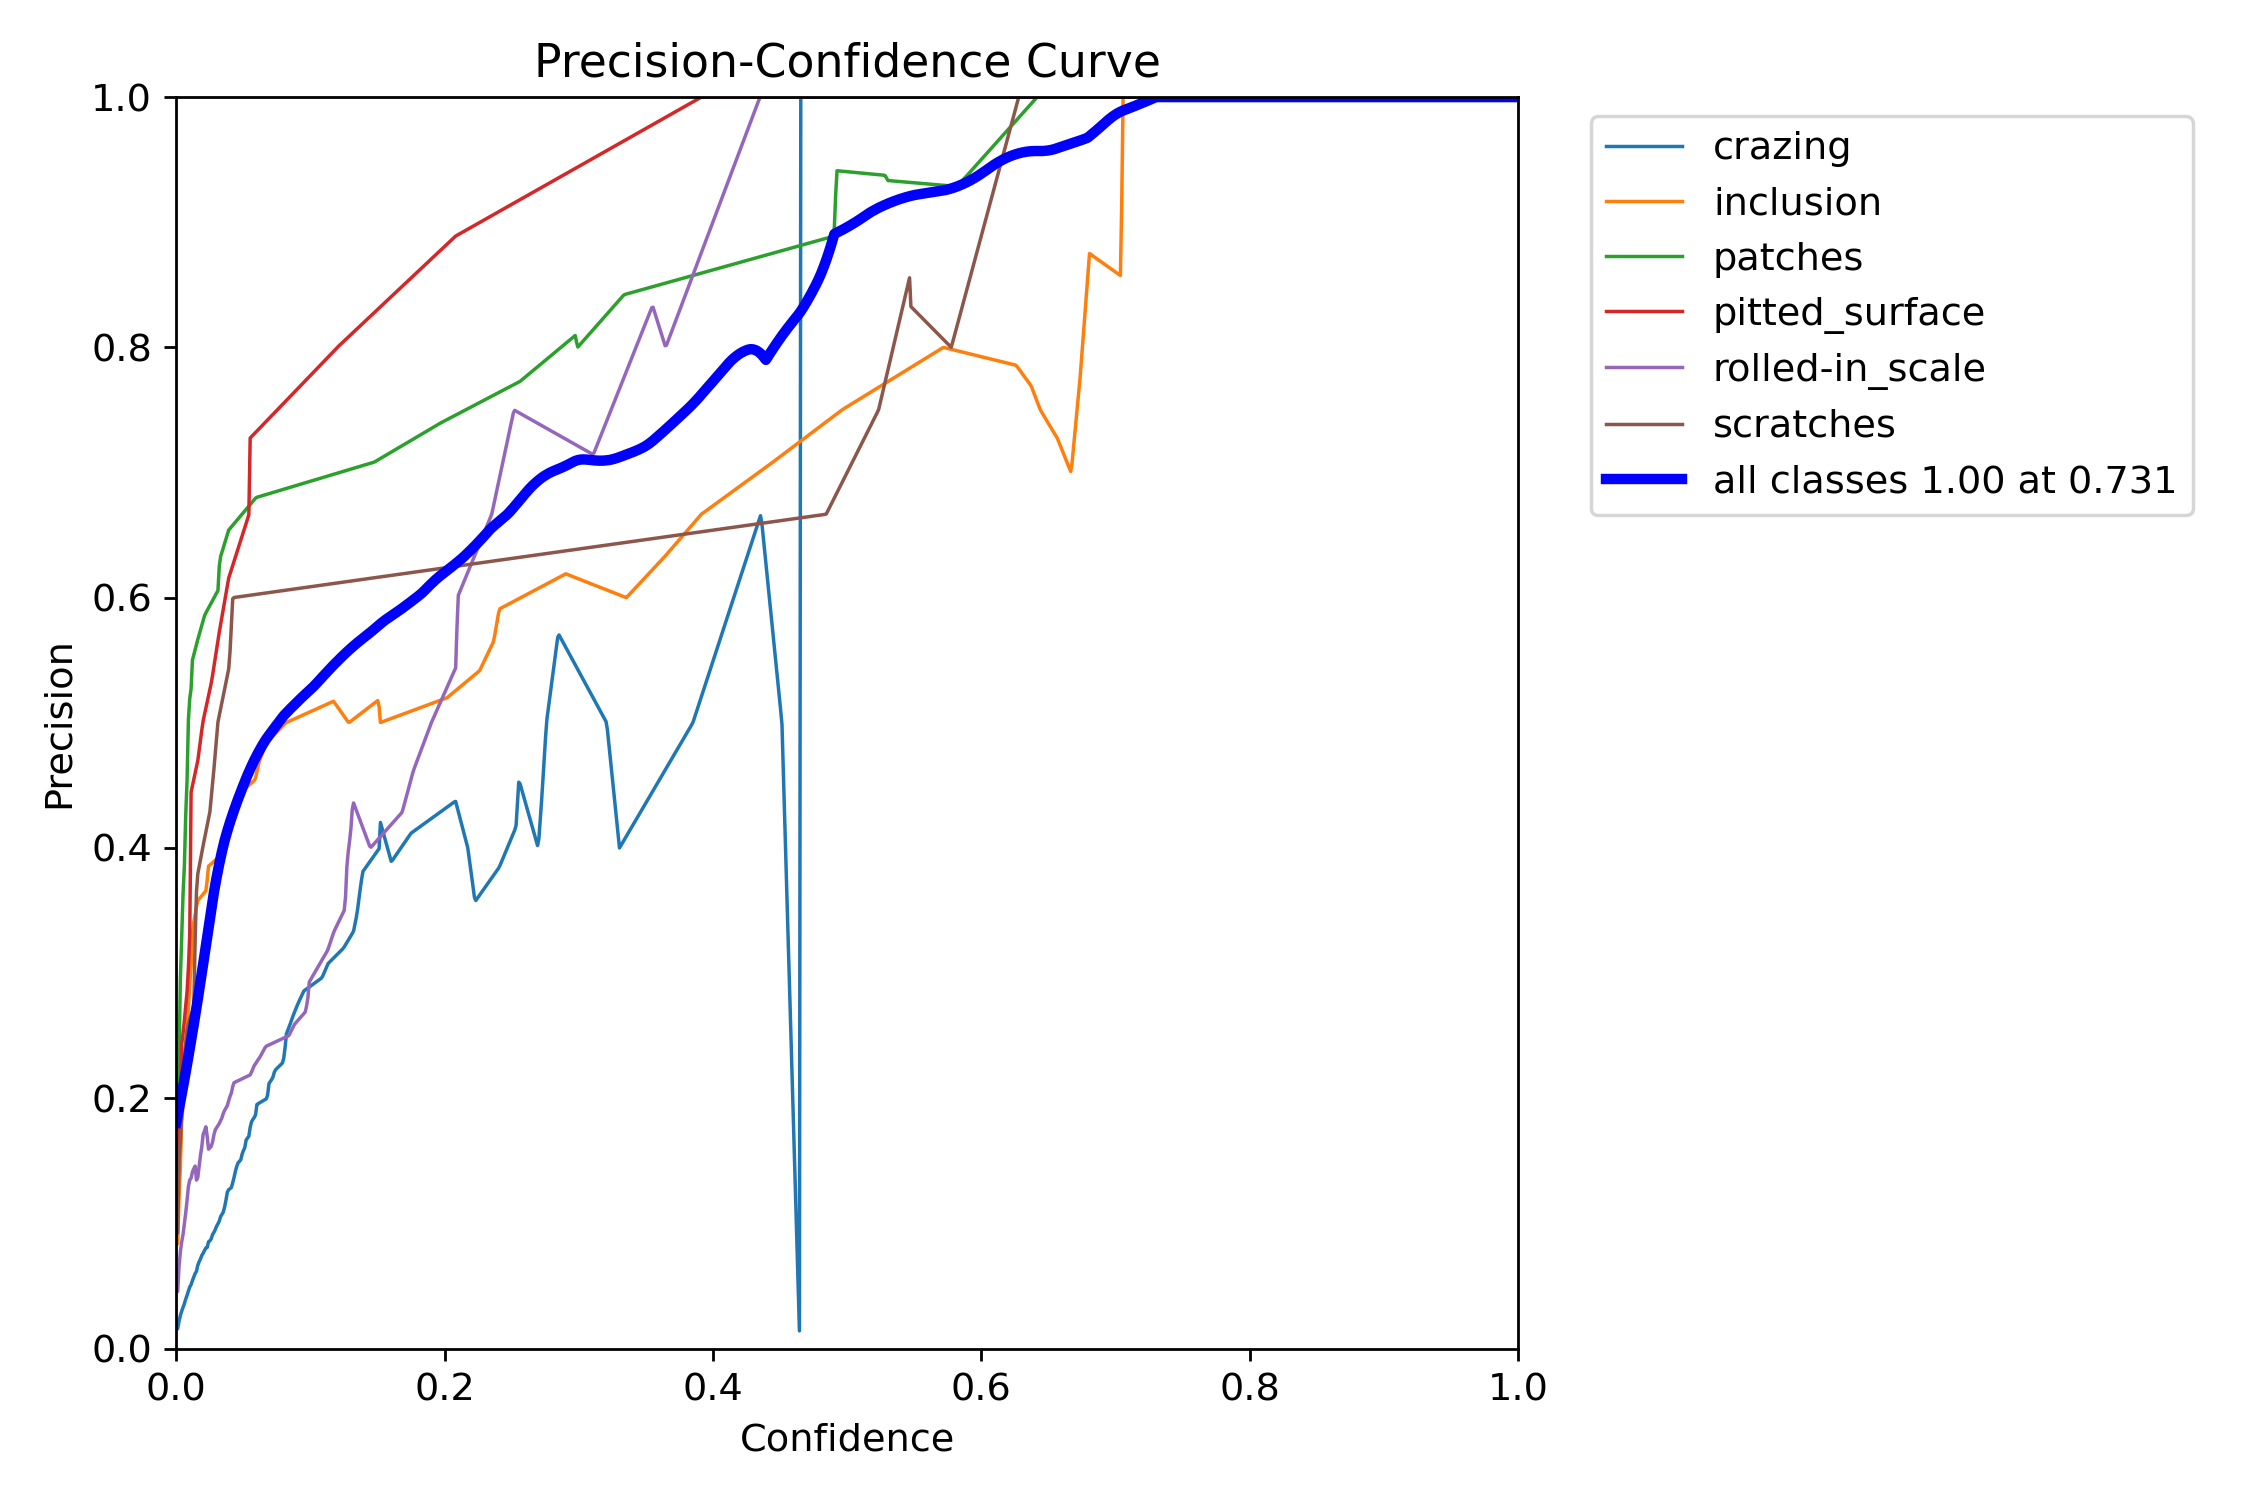 Precision-Confidence Curve
1.0
0.8
0.6
0.4
0.2
0.0
Precision
0.0 0.2 0.4 0.6 0.8 1.0
Confidence
crazing
inclusion
patches
pitted_surface
rolled-in_scale
scratches
all classes 1.00 at 0.731